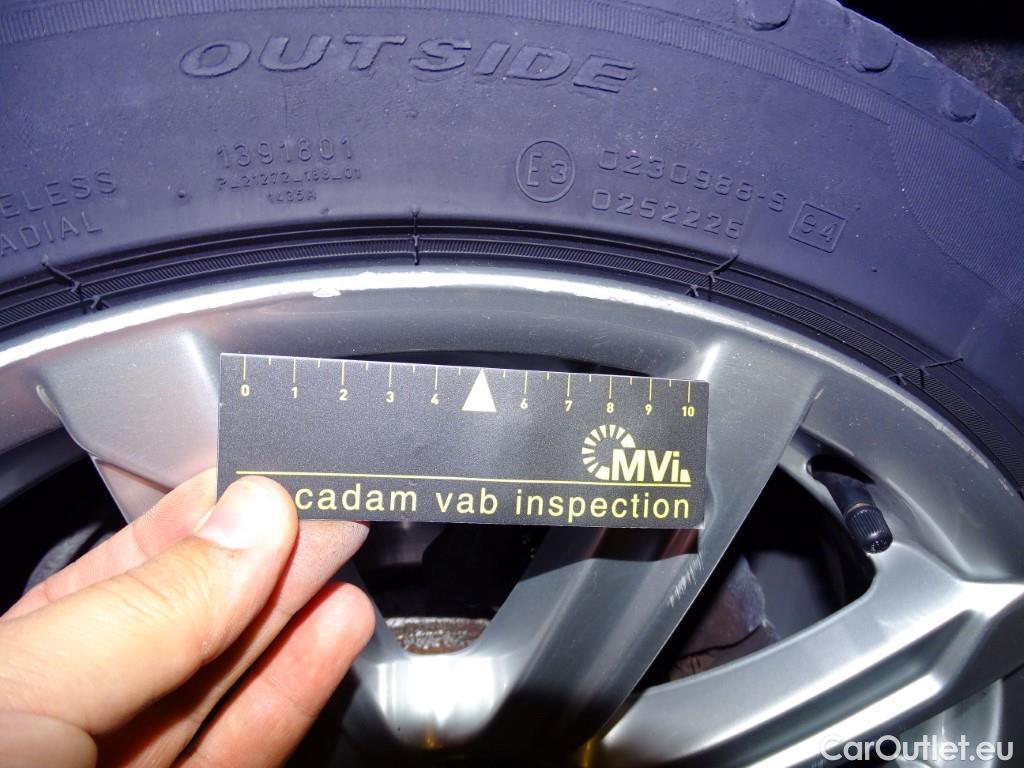 OUTSIDE
1391801
P_21272_188_01
1435A
E3
0230988-S
0252226
G4
ELESS
ADIAL
0 1 2 3 4 6 7 8 9 10
MVi
cadam vab inspection
CarOutlet.eu